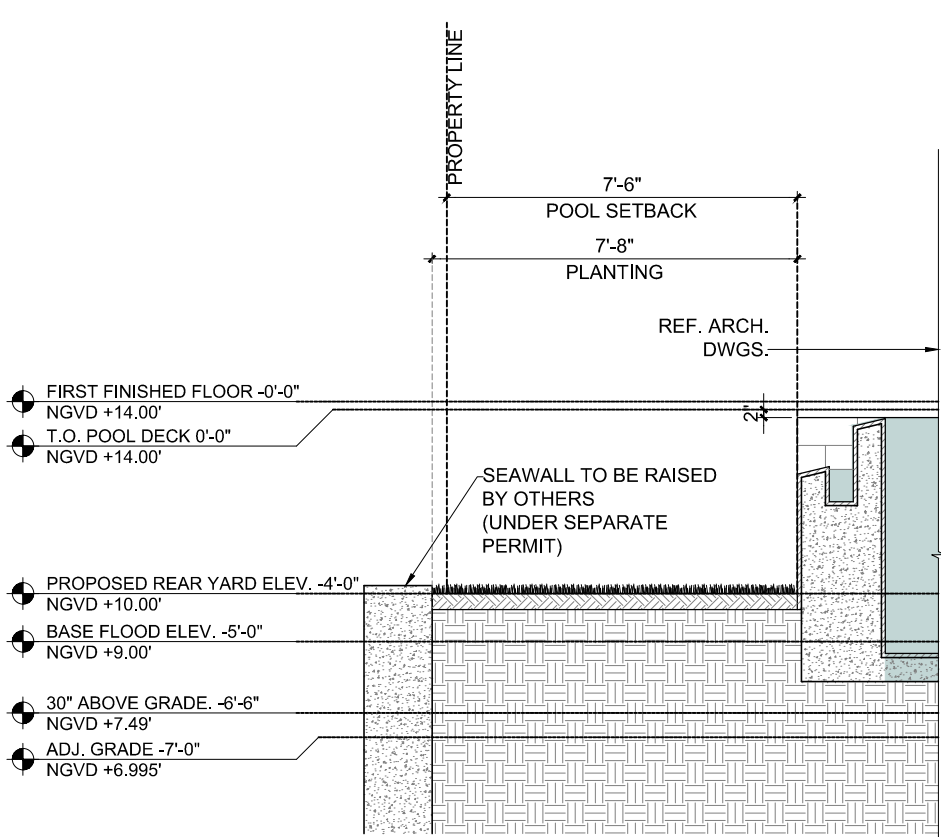 PROPERTY LINE
7'-6"
POOL SETBACK
7'-8"
PLANTING
REF. ARCH.
DWGS.
FIRST FINISHED FLOOR -0'-0"
NGVD +14.00'
2"
T.O. POOL DECK 0'-0"
NGVD +14.00'
SEAWALL TO BE RAISED
BY OTHERS
(UNDER SEPARATE
PERMIT)
PROPOSED REAR YARD ELEV. -4'-0"
NGVD +10.00'
BASE FLOOD ELEV. -5'-0"
NGVD +9.00'
30" ABOVE GRADE. -6'-6"
NGVD +7.49'
ADJ. GRADE -7'-0"
NGVD +6.995'